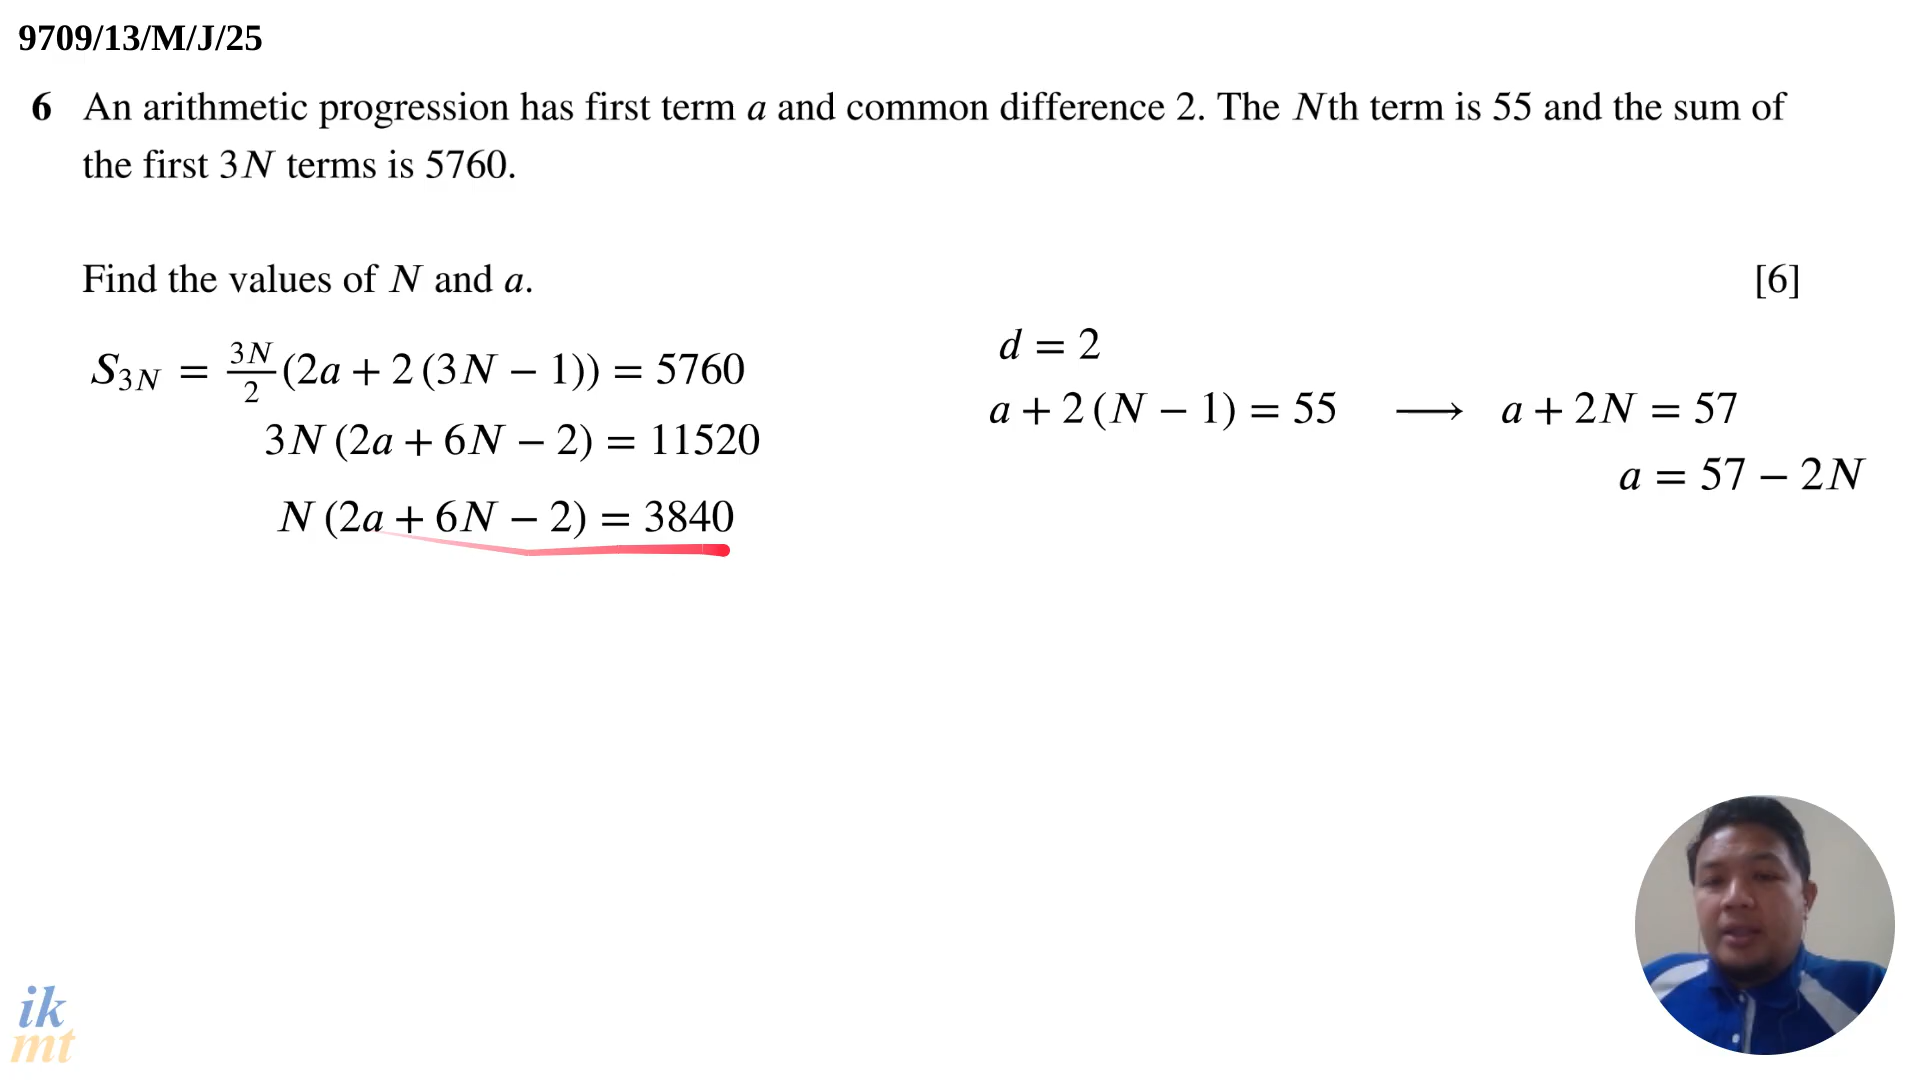 9709/13/M/J/25
6 An arithmetic progression has first term a and common difference 2. The Nth term is 55 and the sum of
the first 3N terms is 5760.
Find the values of N and a. [6]
S₃N = 3N/2 (2a + 2(3N − 1)) = 5760
3N(2a + 6N − 2) = 11520
N(2a + 6N − 2) = 3840
d = 2
a + 2(N − 1) = 55 ⟶ a + 2N = 57
a = 57 − 2N
ik
mt